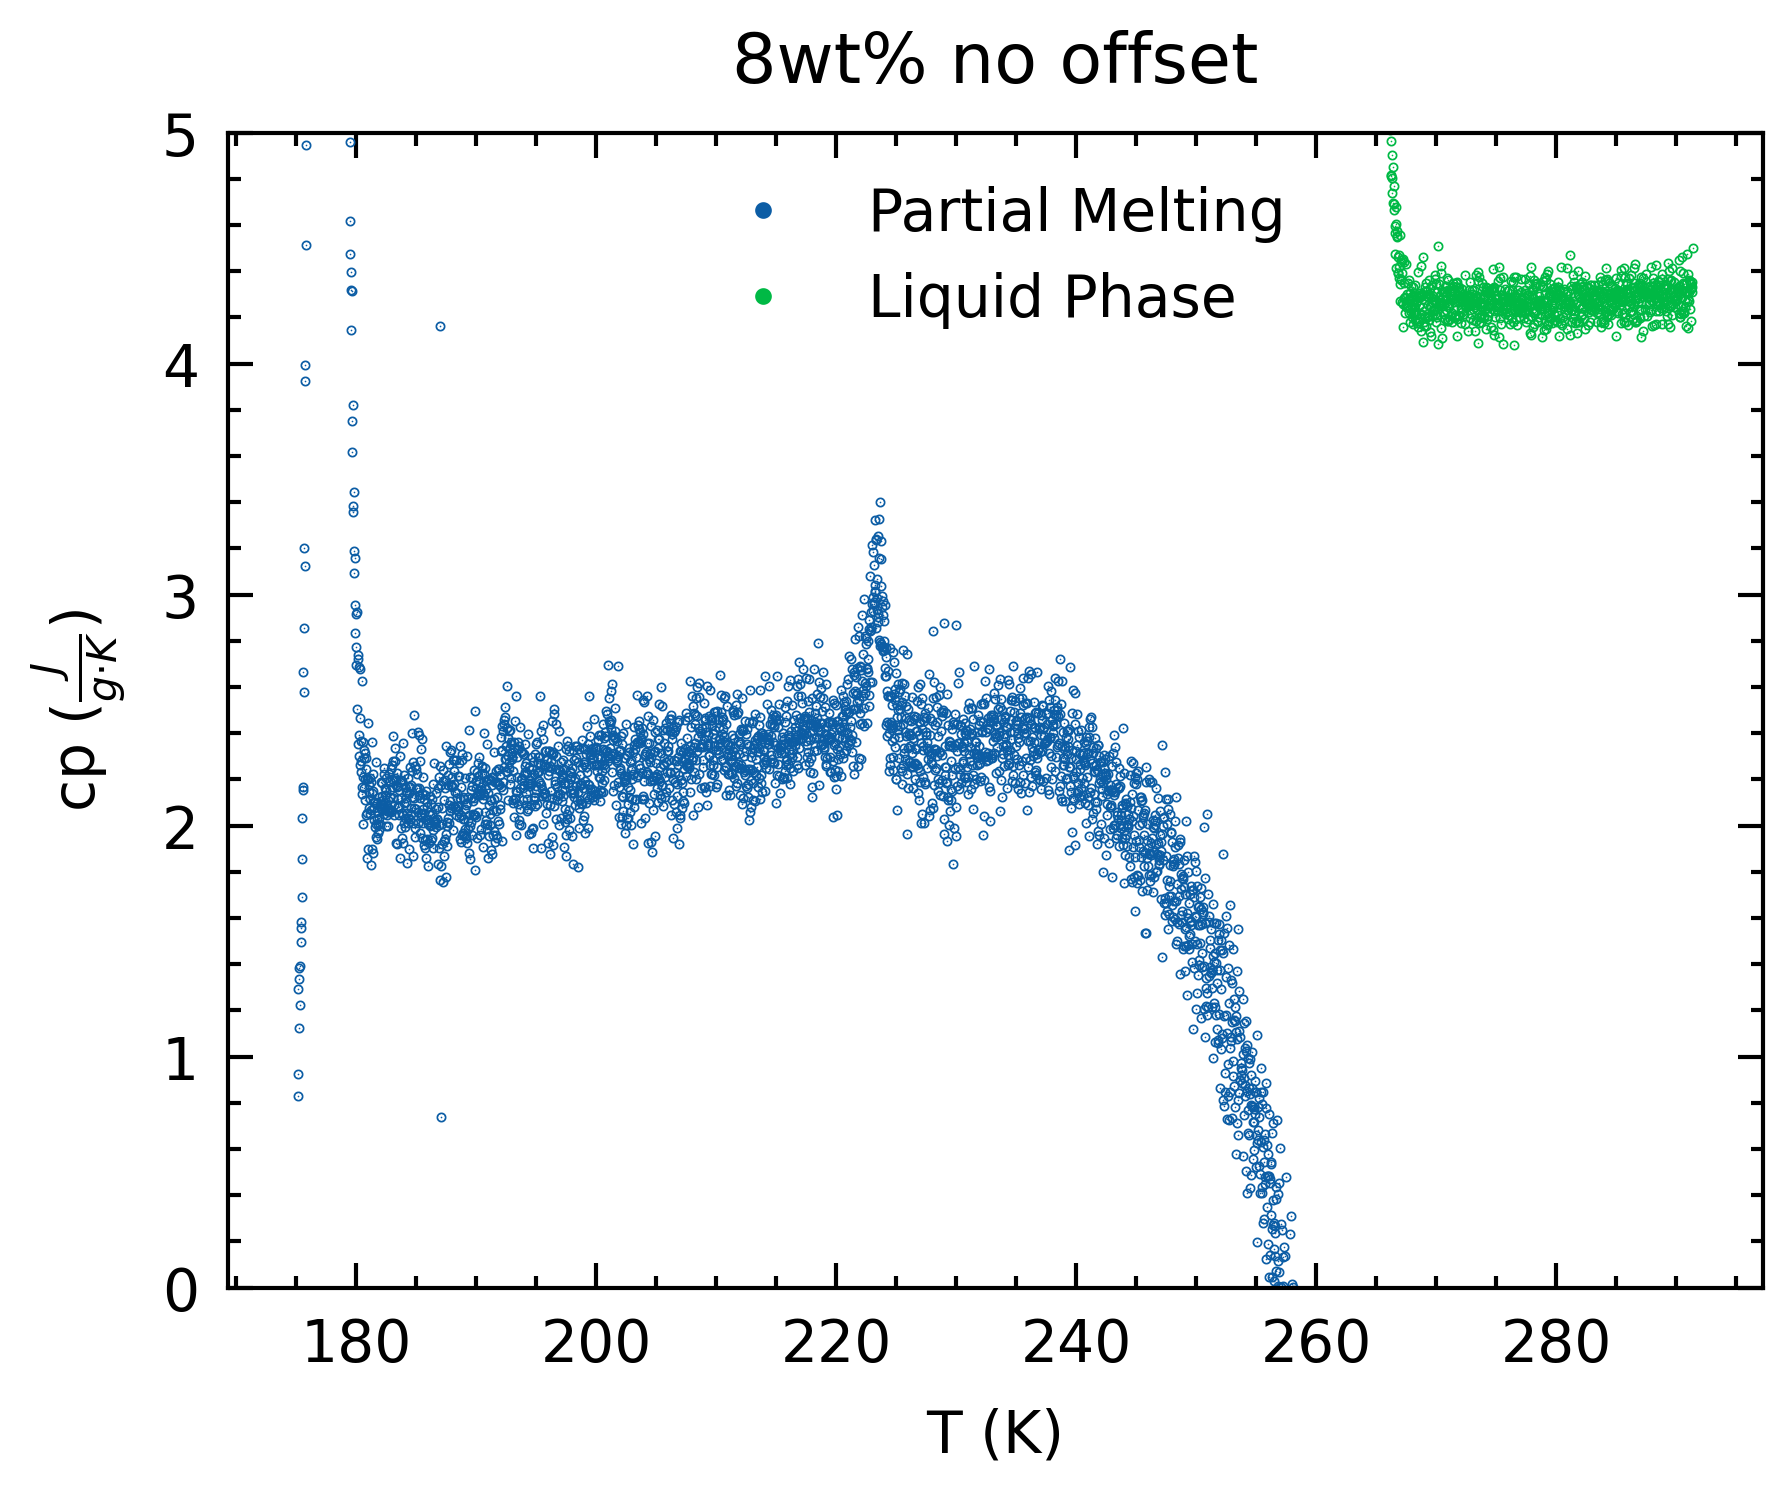 8wt% no offset
5
4
3
2
1
0
cp (J/g·K)
Partial Melting
Liquid Phase
180 200 220 240 260 280
T (K)